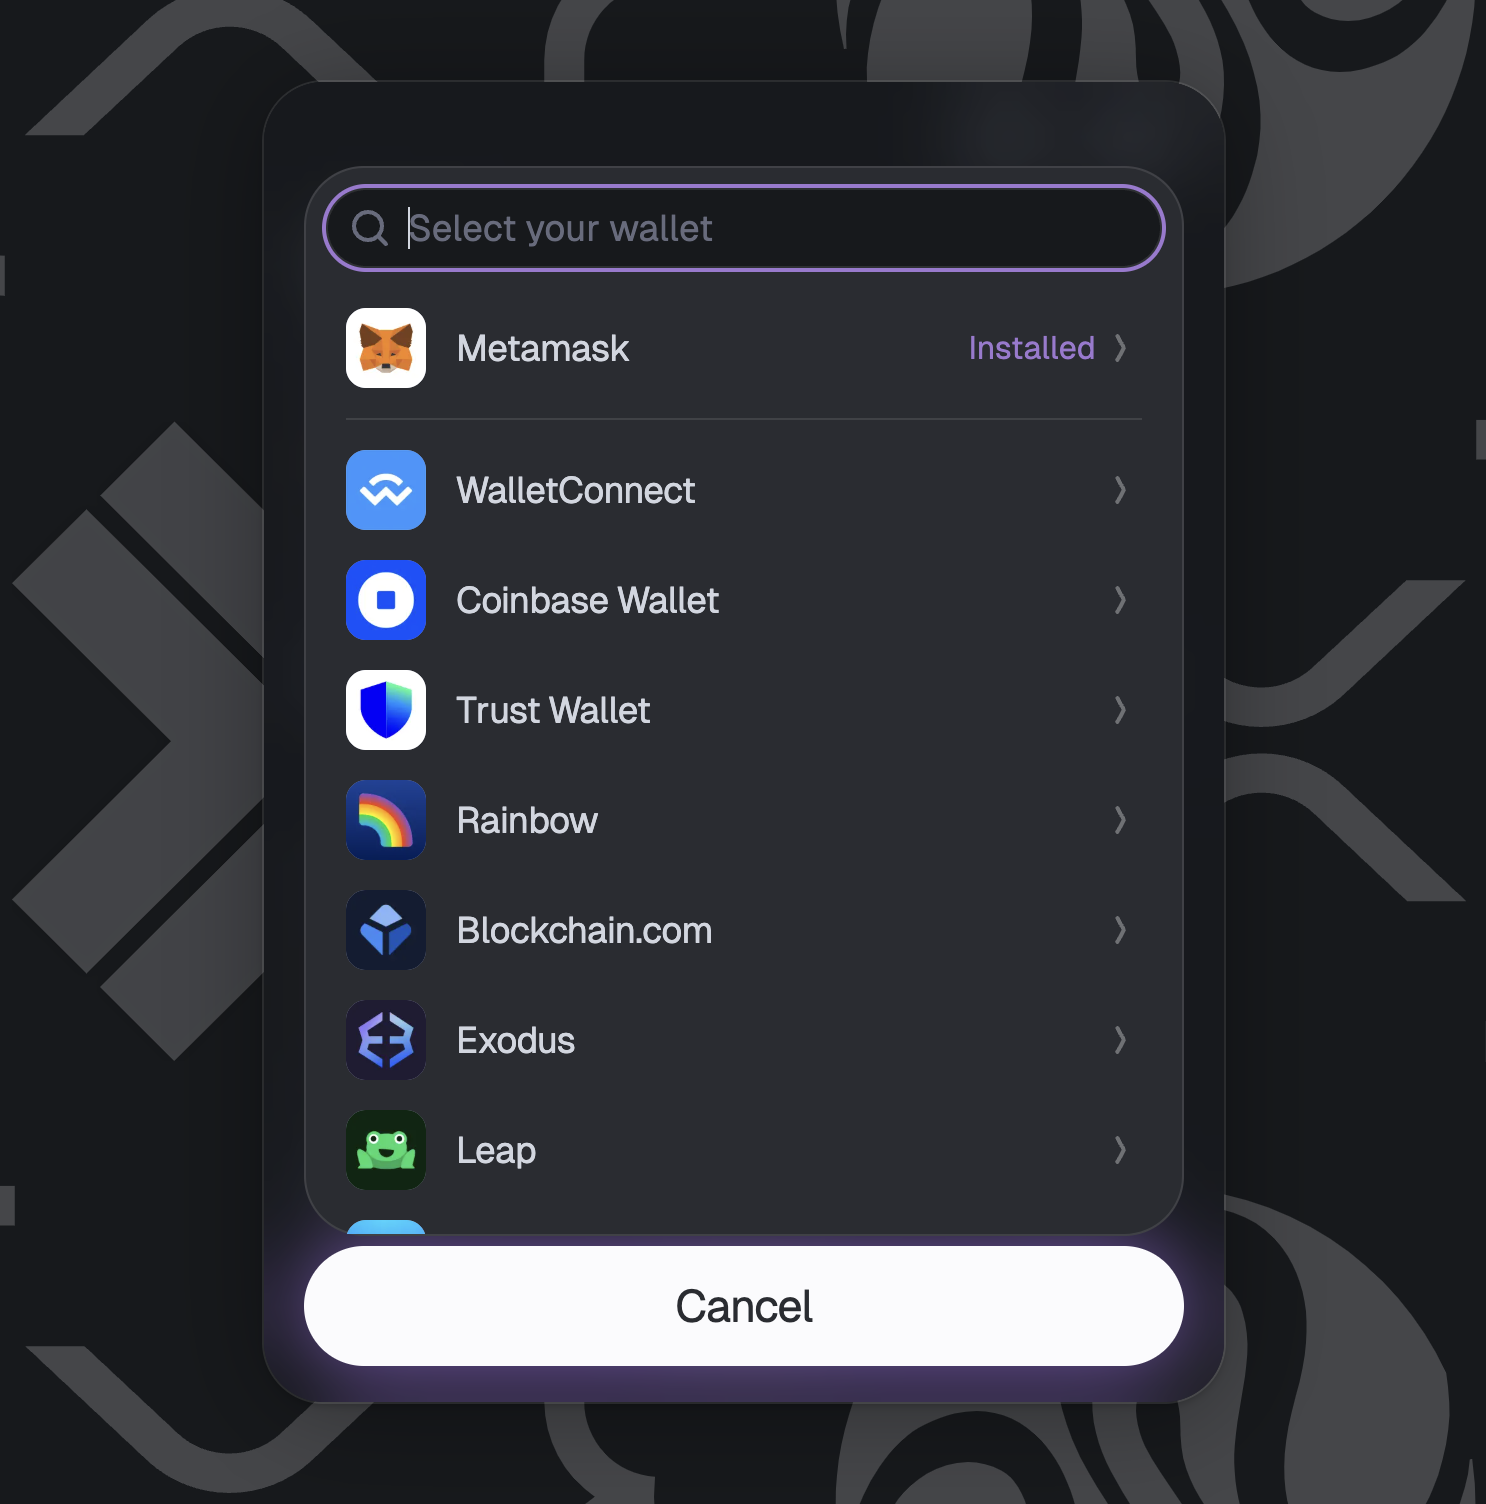 Select your wallet
Metamask
Installed
WalletConnect
Coinbase Wallet
Trust Wallet
Rainbow
Blockchain.com
Exodus
Leap
Cancel